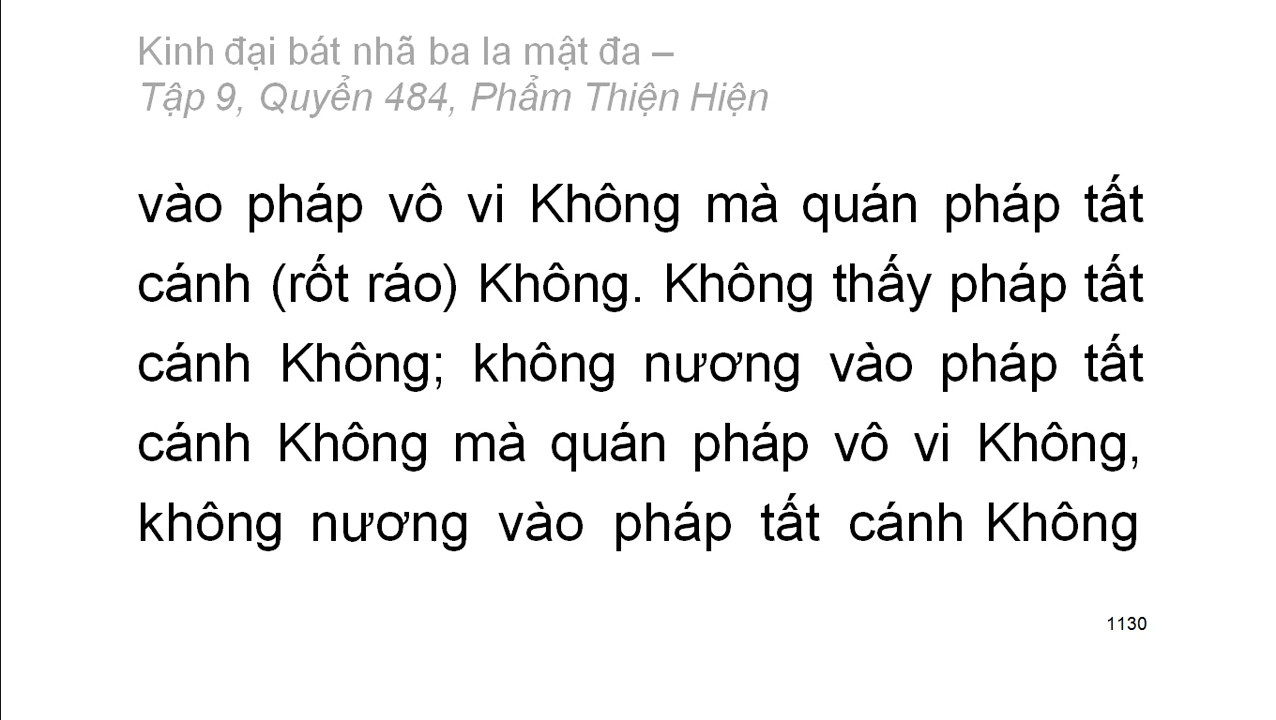 Kinh đại bát nhã ba la mật đa –
Tập 9, Quyển 484, Phẩm Thiện Hiện
vào pháp vô vi Không mà quán pháp tất
cánh (rốt ráo) Không. Không thấy pháp tất
cánh Không; không nương vào pháp tất
cánh Không mà quán pháp vô vi Không,
không nương vào pháp tất cánh Không
1130